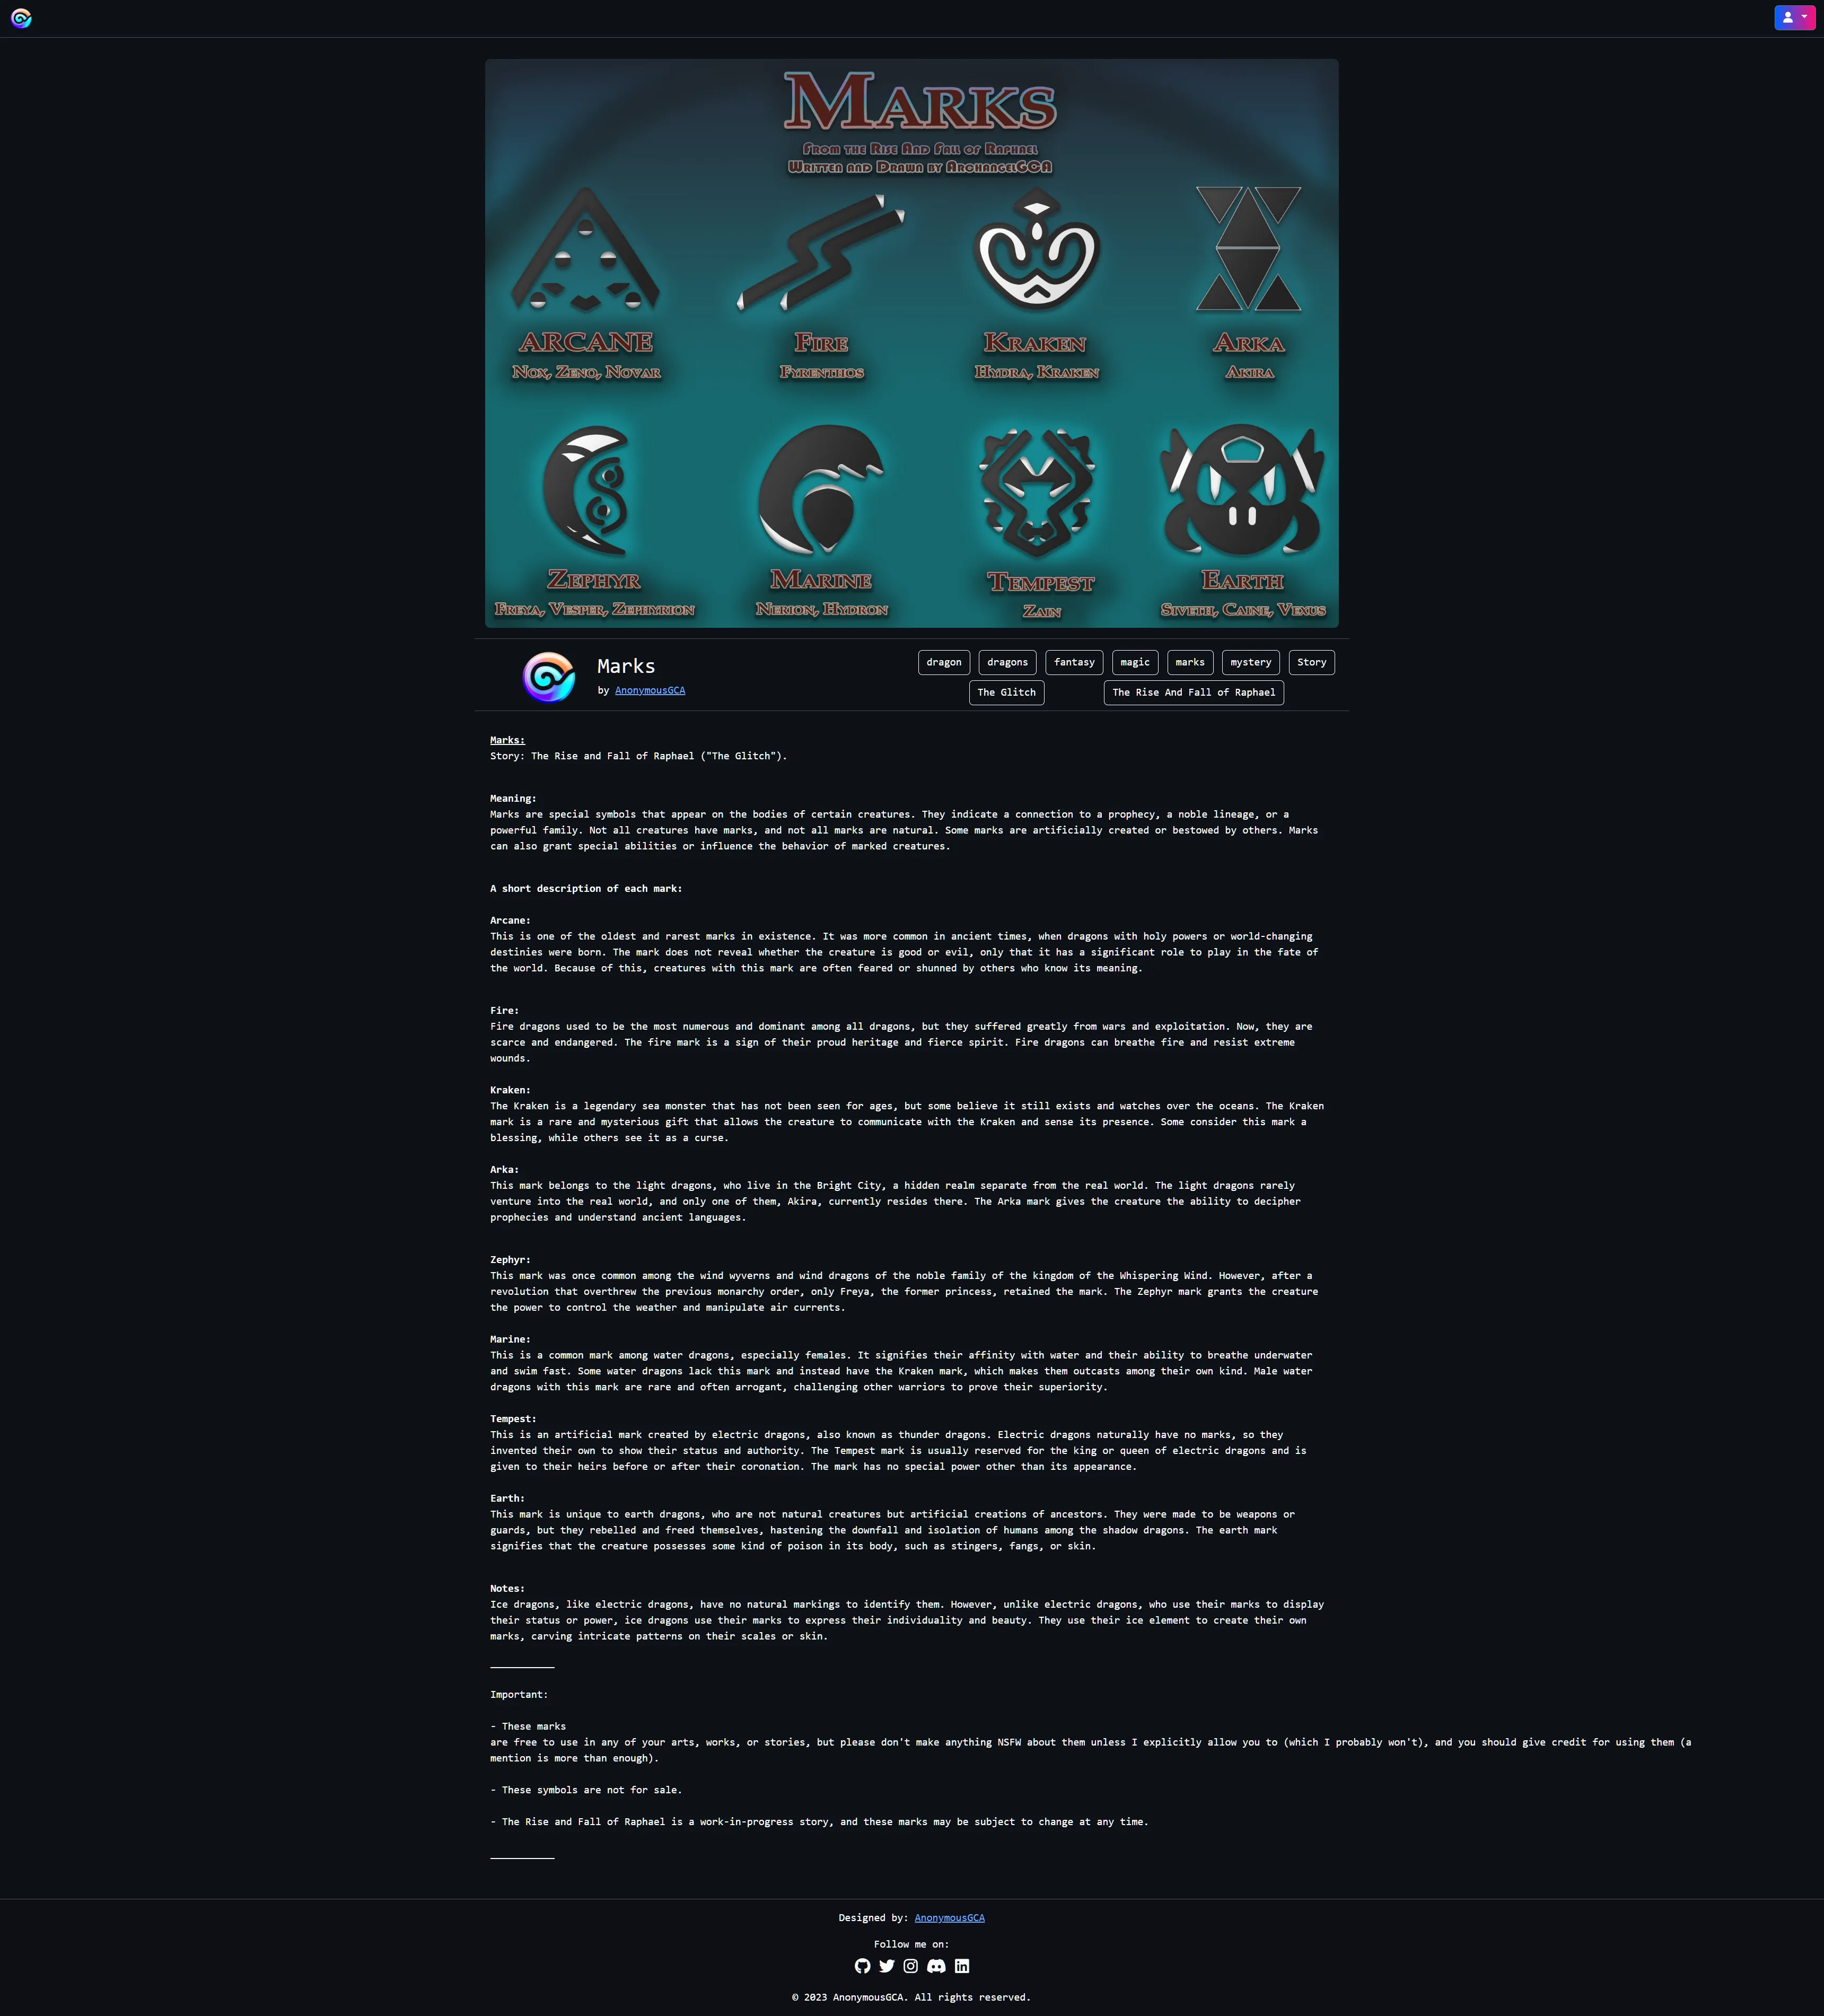 MARKS
FROM THE RISE AND FALL OF RAPHAEL
WRITTEN AND DRAWN BY ARCHANGELGCA
ARCANE
NOX, ZENO, NOVAR
FIRE
FYRENTHOS
KRAKEN
HYDRA, KRAKEN
ARKA
AKIRA
ZEPHYR
FREYA, VESPER, ZEPHYRION
MARINE
NERION, HYDRON
TEMPEST
ZAIN
EARTH
SIVETH, CAINE, VEXUS
Marks
by AnonymousGCA
dragon dragons fantasy magic marks mystery Story
The Glitch The Rise And Fall of Raphael
Marks:
Story: The Rise and Fall of Raphael ("The Glitch").
Meaning:
Marks are special symbols that appear on the bodies of certain creatures. They indicate a connection to a prophecy, a noble lineage, or a
powerful family. Not all creatures have marks, and not all marks are natural. Some marks are artificially created or bestowed by others. Marks
can also grant special abilities or influence the behavior of marked creatures.
A short description of each mark:
Arcane:
This is one of the oldest and rarest marks in existence. It was more common in ancient times, when dragons with holy powers or world-changing
destinies were born. The mark does not reveal whether the creature is good or evil, only that it has a significant role to play in the fate of
the world. Because of this, creatures with this mark are often feared or shunned by others who know its meaning.
Fire:
Fire dragons used to be the most numerous and dominant among all dragons, but they suffered greatly from wars and exploitation. Now, they are
scarce and endangered. The fire mark is a sign of their proud heritage and fierce spirit. Fire dragons can breathe fire and resist extreme
wounds.
Kraken:
The Kraken is a legendary sea monster that has not been seen for ages, but some believe it still exists and watches over the oceans. The Kraken
mark is a rare and mysterious gift that allows the creature to communicate with the Kraken and sense its presence. Some consider this mark a
blessing, while others see it as a curse.
Arka:
This mark belongs to the light dragons, who live in the Bright City, a hidden realm separate from the real world. The light dragons rarely
venture into the real world, and only one of them, Akira, currently resides there. The Arka mark gives the creature the ability to decipher
prophecies and understand ancient languages.
Zephyr:
This mark was once common among the wind wyverns and wind dragons of the noble family of the kingdom of the Whispering Wind. However, after a
revolution that overthrew the previous monarchy order, only Freya, the former princess, retained the mark. The Zephyr mark grants the creature
the power to control the weather and manipulate air currents.
Marine:
This is a common mark among water dragons, especially females. It signifies their affinity with water and their ability to breathe underwater
and swim fast. Some water dragons lack this mark and instead have the Kraken mark, which makes them outcasts among their own kind. Male water
dragons with this mark are rare and often arrogant, challenging other warriors to prove their superiority.
Tempest:
This is an artificial mark created by electric dragons, also known as thunder dragons. Electric dragons naturally have no marks, so they
invented their own to show their status and authority. The Tempest mark is usually reserved for the king or queen of electric dragons and is
given to their heirs before or after their coronation. The mark has no special power other than its appearance.
Earth:
This mark is unique to earth dragons, who are not natural creatures but artificial creations of ancestors. They were made to be weapons or
guards, but they rebelled and freed themselves, hastening the downfall and isolation of humans among the shadow dragons. The earth mark
signifies that the creature possesses some kind of poison in its body, such as stingers, fangs, or skin.
Notes:
Ice dragons, like electric dragons, have no natural markings to identify them. However, unlike electric dragons, who use their marks to display
their status or power, ice dragons use their marks to express their individuality and beauty. They use their ice element to create their own
marks, carving intricate patterns on their scales or skin.
___________
Important:
- These marks
are free to use in any of your arts, works, or stories, but please don't make anything NSFW about them unless I explicitly allow you to (which I probably won't), and you should give credit for using them (a
mention is more than enough).
- These symbols are not for sale.
- The Rise and Fall of Raphael is a work-in-progress story, and these marks may be subject to change at any time.
___________
Designed by: AnonymousGCA
Follow me on:
© 2023 AnonymousGCA. All rights reserved.